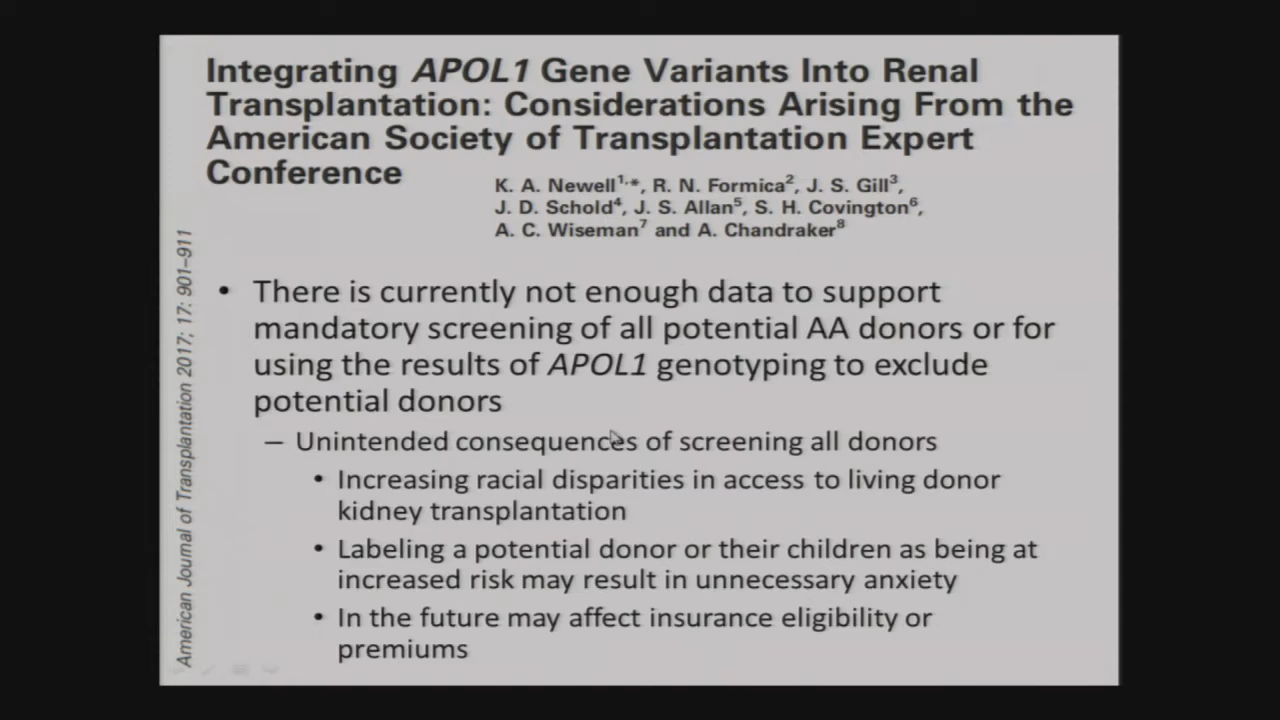 Integrating APOL1 Gene Variants Into Renal
Transplantation: Considerations Arising From the
American Society of Transplantation Expert
Conference
K. A. Newell1,*, R. N. Formica2, J. S. Gill3,
J. D. Schold4, J. S. Allan5, S. H. Covington6,
A. C. Wiseman7 and A. Chandraker8
American Journal of Transplantation 2017; 17: 901–911
• There is currently not enough data to support
mandatory screening of all potential AA donors or for
using the results of APOL1 genotyping to exclude
potential donors
– Unintended consequences of screening all donors
• Increasing racial disparities in access to living donor
kidney transplantation
• Labeling a potential donor or their children as being at
increased risk may result in unnecessary anxiety
• In the future may affect insurance eligibility or
premiums